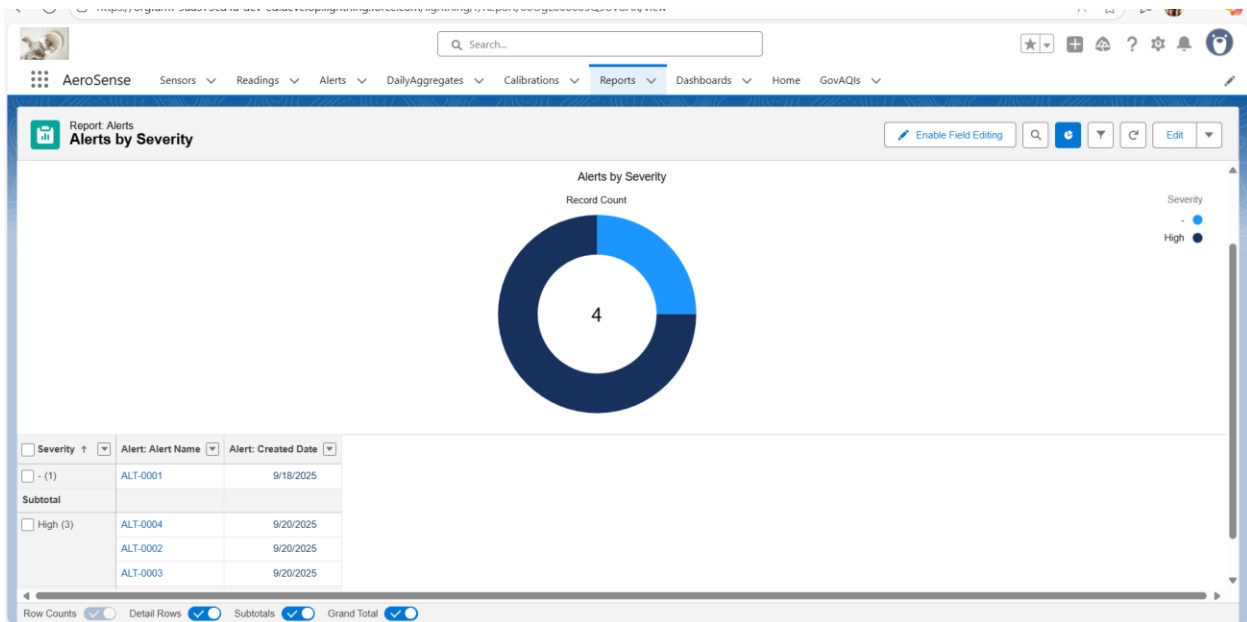 Search...
AeroSense Sensors Readings Alerts DailyAggregates Calibrations Reports Dashboards Home GovAQIs
Report: Alerts
Alerts by Severity
Enable Field Editing Edit
Alerts by Severity
Record Count
Severity
-
High
4
Severity ↑ Alert: Alert Name Alert: Created Date
- (1) ALT-0001 9/18/2025
Subtotal
High (3) ALT-0004 9/20/2025
ALT-0002 9/20/2025
ALT-0003 9/20/2025
Row Counts Detail Rows Subtotals Grand Total